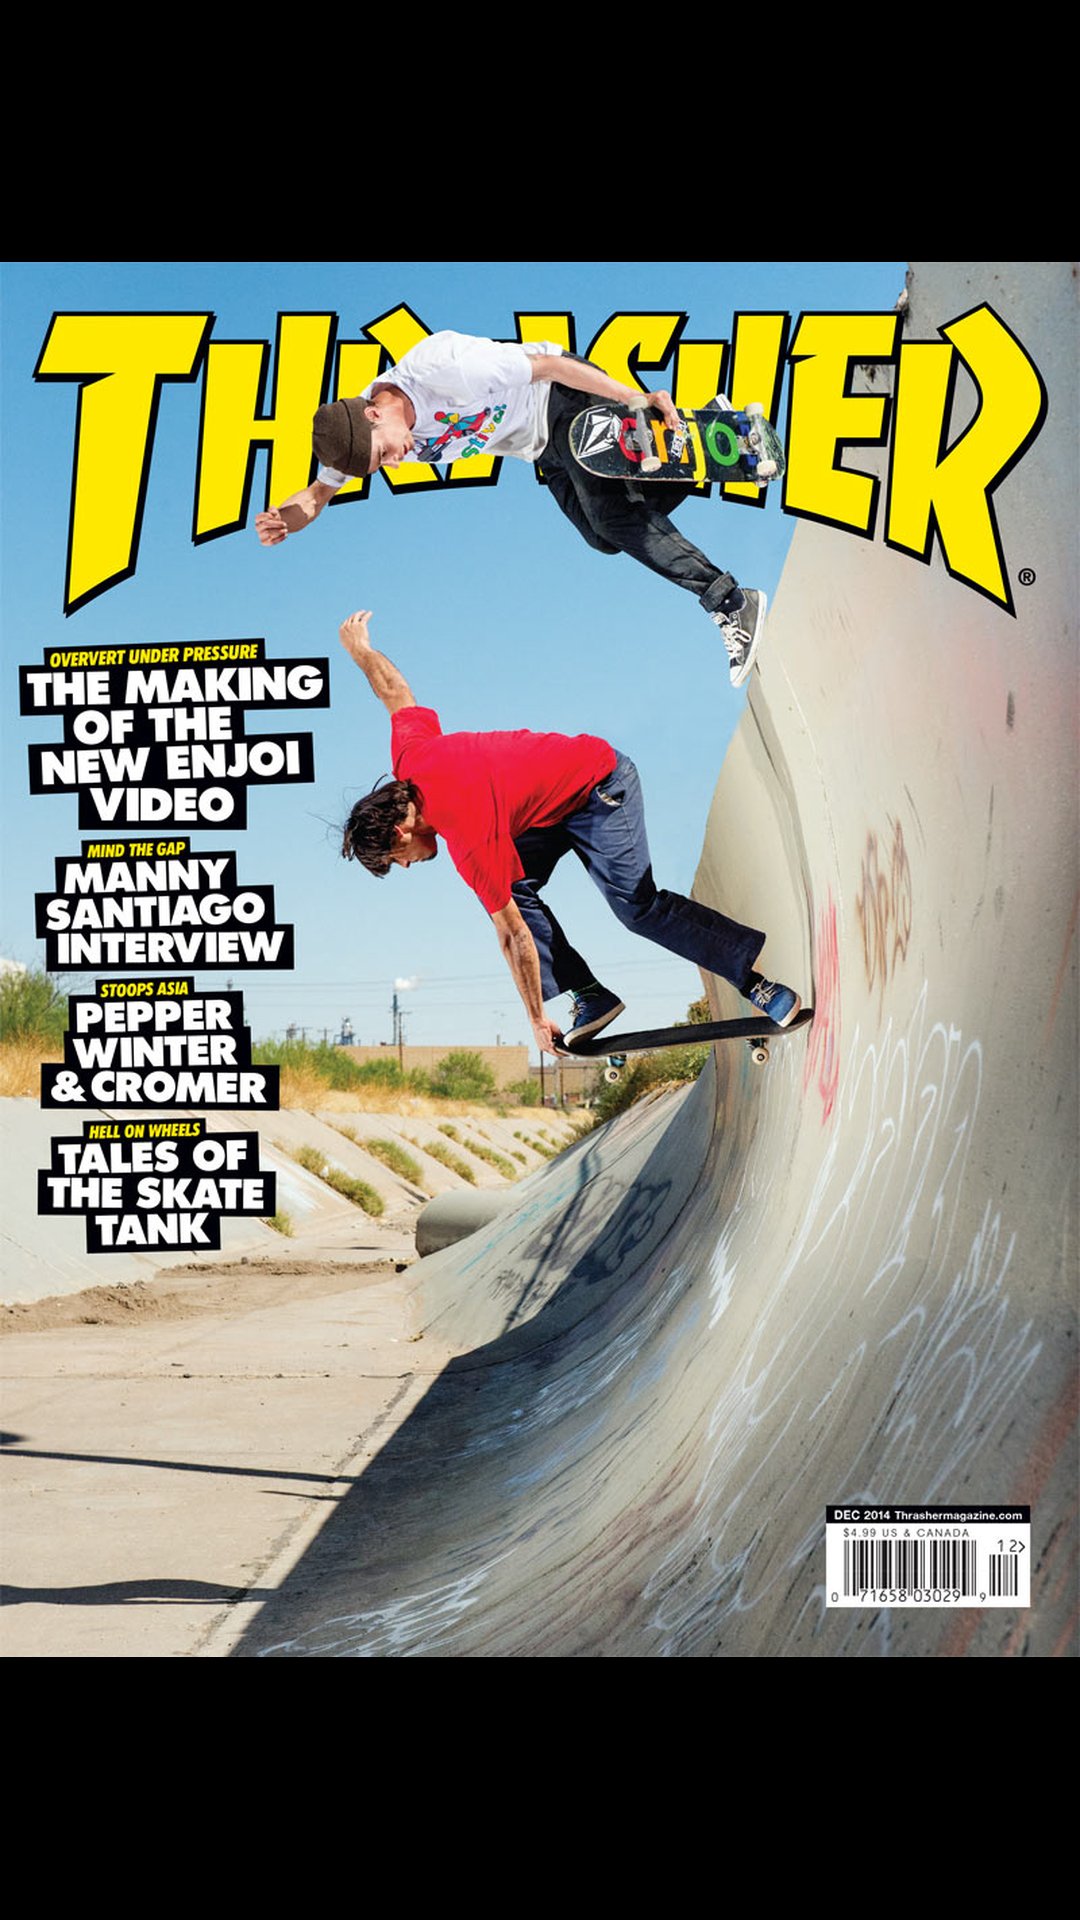 THRASHER®
enjoi
OVERVERT UNDER PRESSURE
THE MAKING
OF THE
NEW ENJOI
VIDEO
MIND THE GAP
MANNY
SANTIAGO
INTERVIEW
STOOPS ASIA
PEPPER
WINTER
& CROMER
HELL ON WHEELS
TALES OF
THE SKATE
TANK
DEC 2014 Thrashermagazine.com
$4.99 US & CANADA
12>
0 71658 03029 9